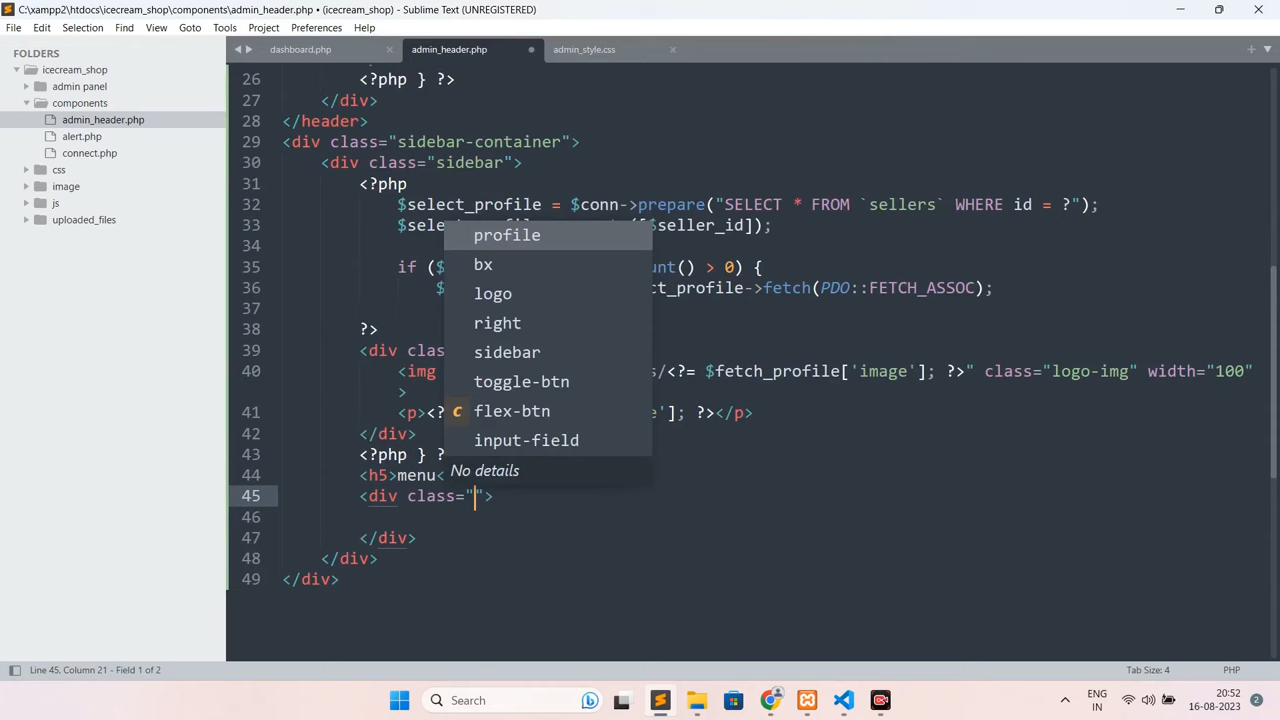 C:\xampp2\htdocs\icecream_shop\components\admin_header.php • (icecream_shop) - Sublime Text (UNREGISTERED)
File Edit Selection Find View Goto Tools Project Preferences Help
FOLDERS
icecream_shop
admin panel
components
admin_header.php
alert.php
connect.php
css
image
js
uploaded_files
dashboard.php
admin_header.php
admin_style.css
26 <?php } ?>
27 </div>
28 </header>
29 <div class="sidebar-container">
30 <div class="sidebar">
31 <?php
32 $select_profile = $conn->prepare("SELECT * FROM `sellers` WHERE id = ?");
33 $sele $seller_id]);
34
35 if ($ unt() > 0) {
36 $ ct_profile->fetch(PDO::FETCH_ASSOC);
37
38 ?>
39 <div clas
40 <img s/<?= $fetch_profile['image']; ?>" class="logo-img" width="100"
>
41 <p><? e']; ?></p>
42 </div>
43 <?php } ?
44 <h5>menu<
45 <div class="">
46
47 </div>
48 </div>
49 </div>
profile
bx
logo
right
sidebar
toggle-btn
c flex-btn
input-field
No details
Line 45, Column 21 - Field 1 of 2
Tab Size: 4
PHP
Search
ENG
IN
20:52
16-08-2023
2